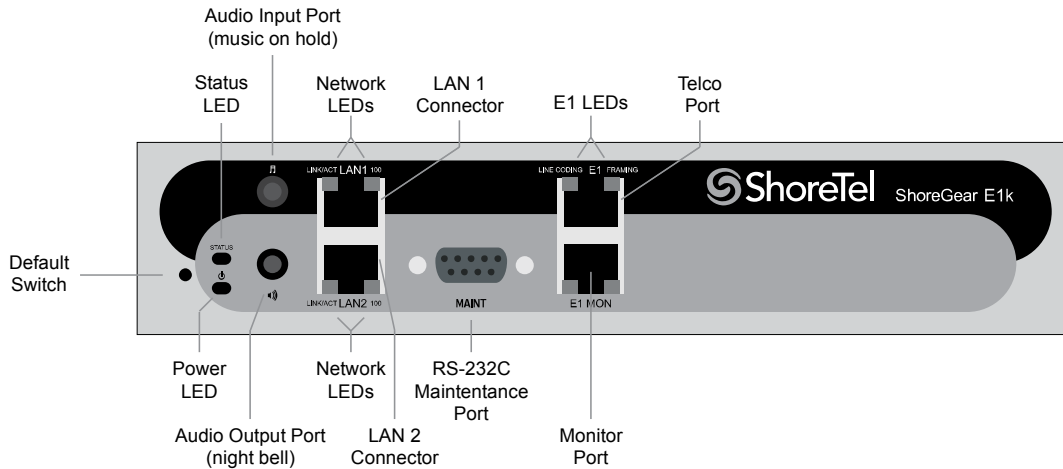 Audio Input Port
(music on hold)
Status
LED
Network
LEDs
LAN 1
Connector
E1 LEDs
Telco
Port
LINK/ACT LAN1 100
LINE CODING E1 FRAMING
ShoreTel
ShoreGear E1k
STATUS
Default
Switch
LINK/ACT LAN2 100
MAINT
E1 MON
Power
LED
Network
LEDs
RS-232C
Maintentance
Port
Audio Output Port
(night bell)
LAN 2
Connector
Monitor
Port